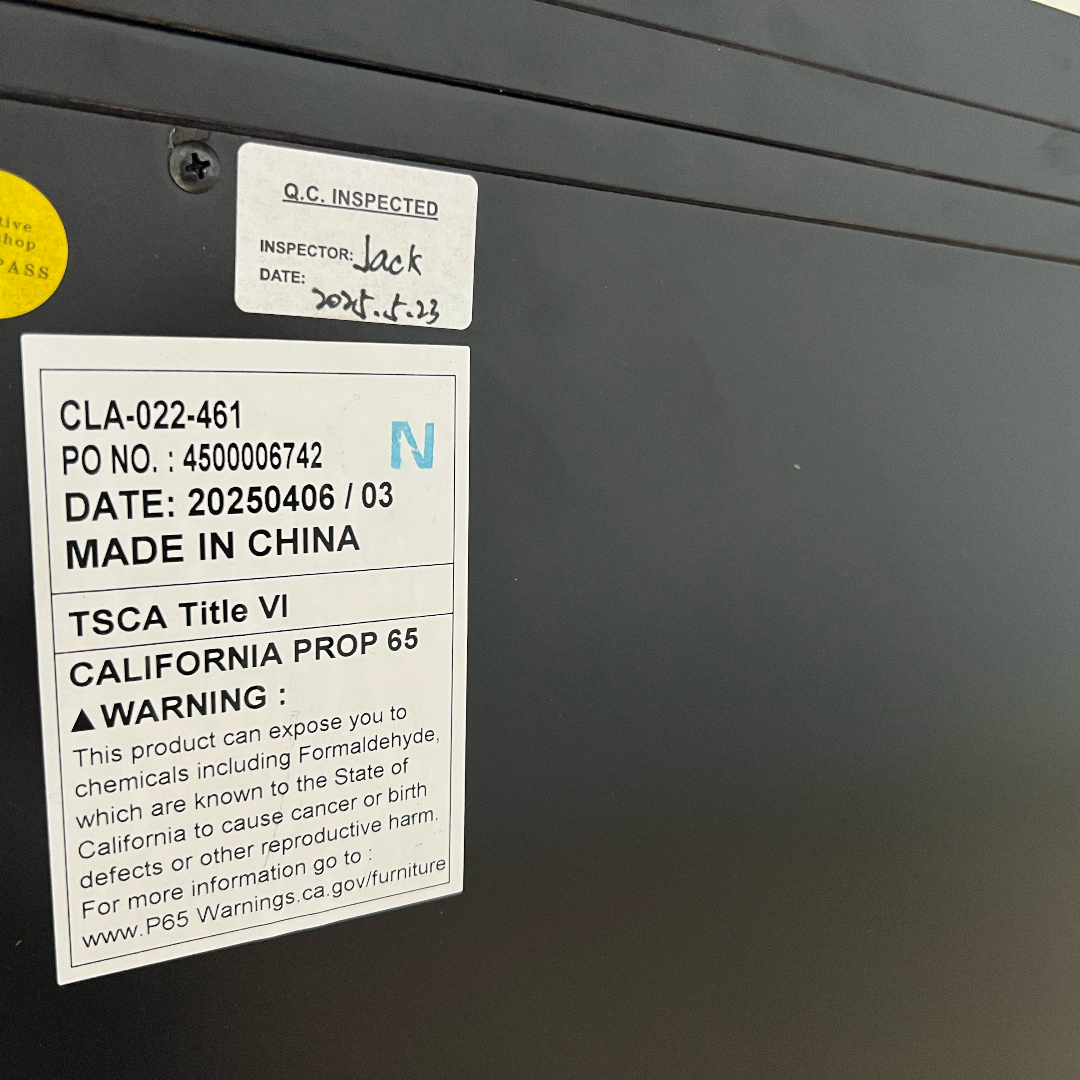 tive
hop
PASS
Q.C. INSPECTED
INSPECTOR: Jack
DATE: 2025.5.23
CLA-022-461
PO NO. : 4500006742
N
DATE: 20250406 / 03
MADE IN CHINA
TSCA Title VI
CALIFORNIA PROP 65
▲WARNING :
This product can expose you to
chemicals including Formaldehyde,
which are known to the State of
California to cause cancer or birth
defects or other reproductive harm.
For more information go to :
www.P65 Warnings.ca.gov/furniture